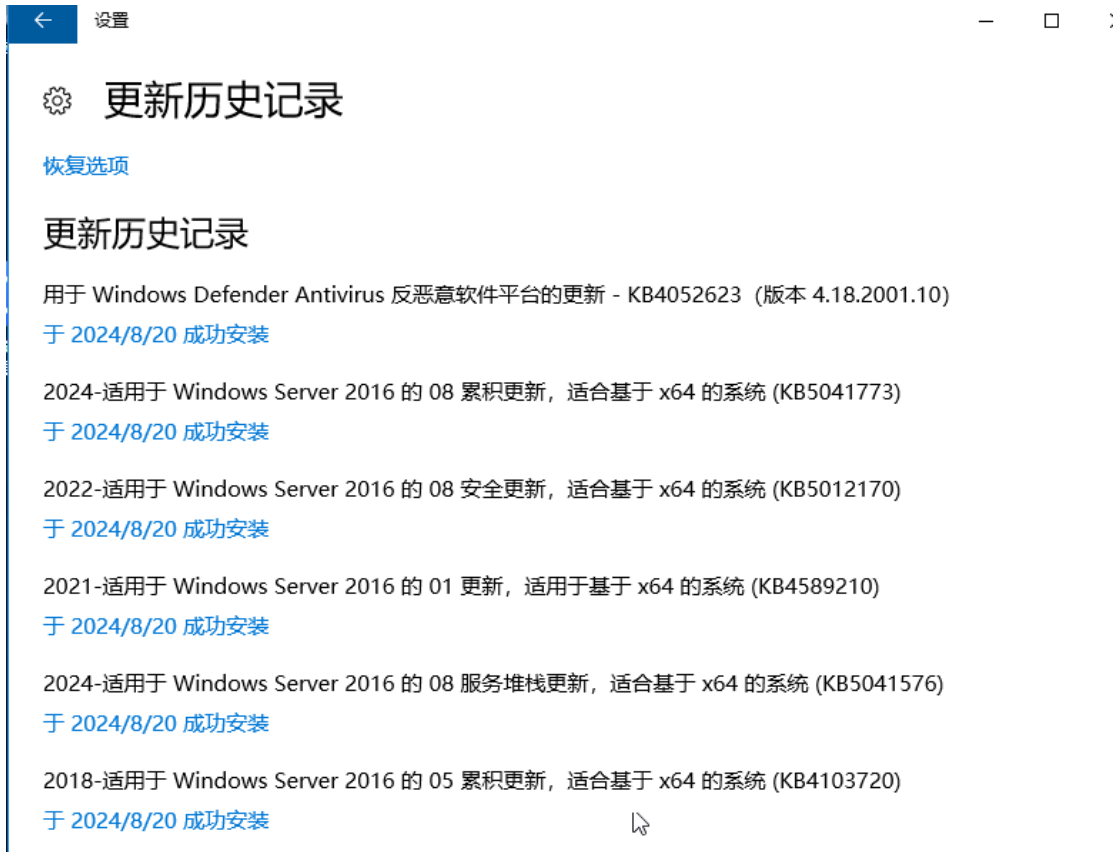 设置
更新历史记录
恢复选项
更新历史记录
用于 Windows Defender Antivirus 反恶意软件平台的更新 - KB4052623（版本 4.18.2001.10）
于 2024/8/20 成功安装
2024-适用于 Windows Server 2016 的 08 累积更新，适合基于 x64 的系统 (KB5041773)
于 2024/8/20 成功安装
2022-适用于 Windows Server 2016 的 08 安全更新，适合基于 x64 的系统 (KB5012170)
于 2024/8/20 成功安装
2021-适用于 Windows Server 2016 的 01 更新，适用于基于 x64 的系统 (KB4589210)
于 2024/8/20 成功安装
2024-适用于 Windows Server 2016 的 08 服务堆栈更新，适合基于 x64 的系统 (KB5041576)
于 2024/8/20 成功安装
2018-适用于 Windows Server 2016 的 05 累积更新，适合基于 x64 的系统 (KB4103720)
于 2024/8/20 成功安装